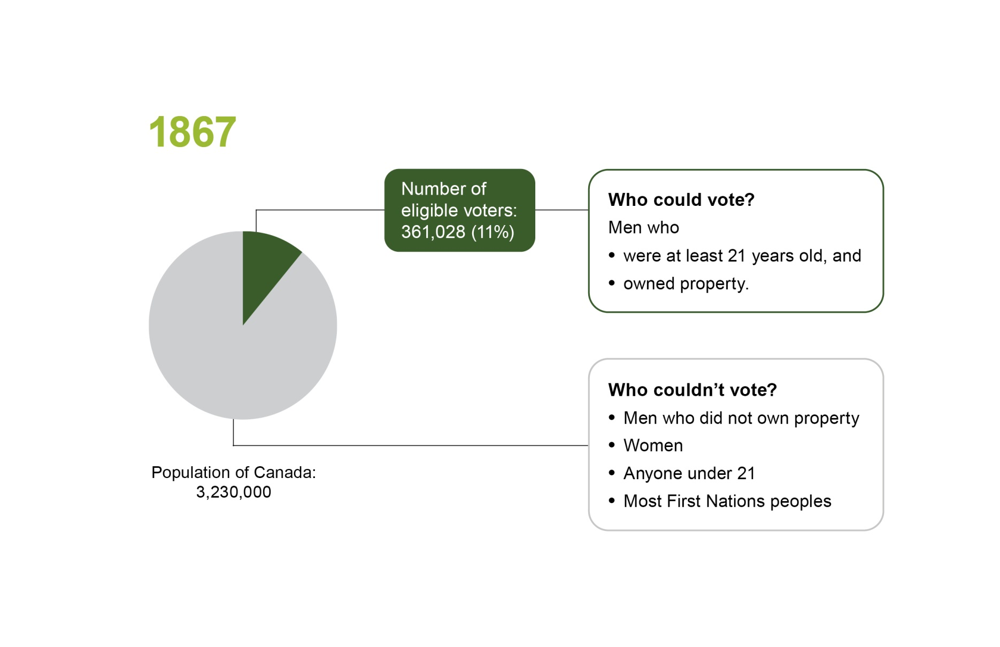 1867
Number of
eligible voters:
361,028 (11%)
Who could vote?
Men who
• were at least 21 years old, and
• owned property.
Population of Canada:
3,230,000
Who couldn’t vote?
• Men who did not own property
• Women
• Anyone under 21
• Most First Nations peoples